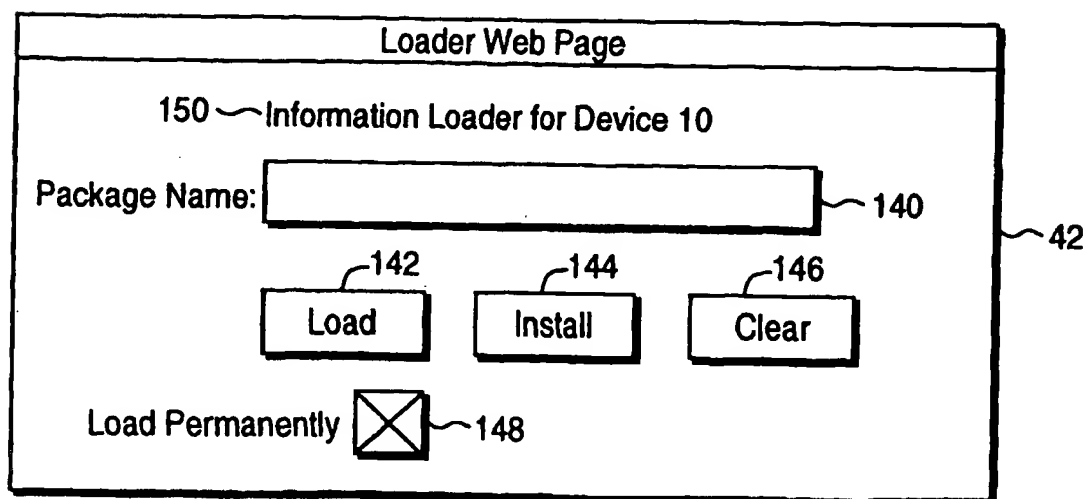 Loader Web Page
150 Information Loader for Device 10
Package Name: 140
42
142 144 146
Load Install Clear
Load Permanently 148